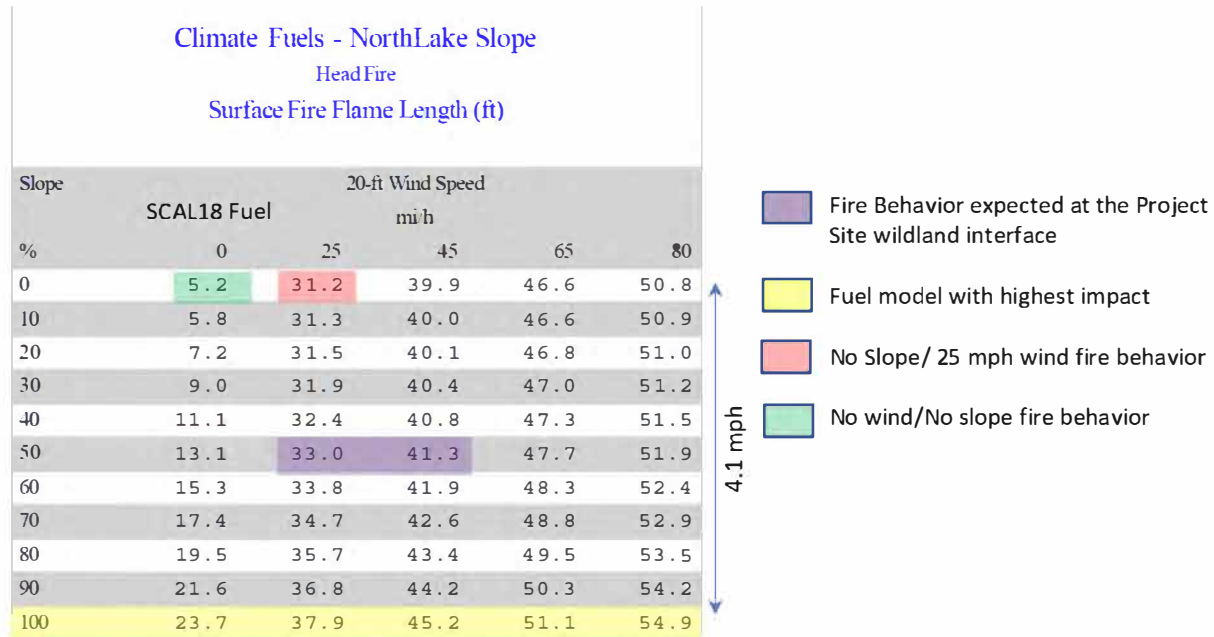 Climate Fuels - NorthLake Slope
Head Fire
Surface Fire Flame Length (ft)
Slope 20-ft Wind Speed
SCAL18 Fuel mi/h
% 0 25 45 65 80
0 5.2 31.2 39.9 46.6 50.8
10 5.8 31.3 40.0 46.6 50.9
20 7.2 31.5 40.1 46.8 51.0
30 9.0 31.9 40.4 47.0 51.2
40 11.1 32.4 40.8 47.3 51.5
50 13.1 33.0 41.3 47.7 51.9
60 15.3 33.8 41.9 48.3 52.4
70 17.4 34.7 42.6 48.8 52.9
80 19.5 35.7 43.4 49.5 53.5
90 21.6 36.8 44.2 50.3 54.2
100 23.7 37.9 45.2 51.1 54.9
4.1 mph
Fire Behavior expected at the Project
Site wildland interface
Fuel model with highest impact
No Slope/ 25 mph wind fire behavior
No wind/No slope fire behavior